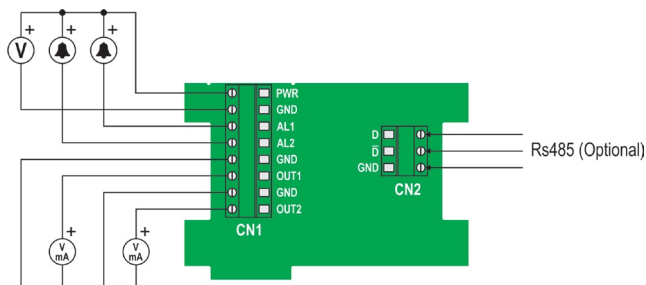 + + +
V
PWR
GND
AL1
AL2
GND
OUT1
GND
OUT2
CN1
D
D̅
GND
CN2
Rs485 (Optional)
+ +
V mA
V mA